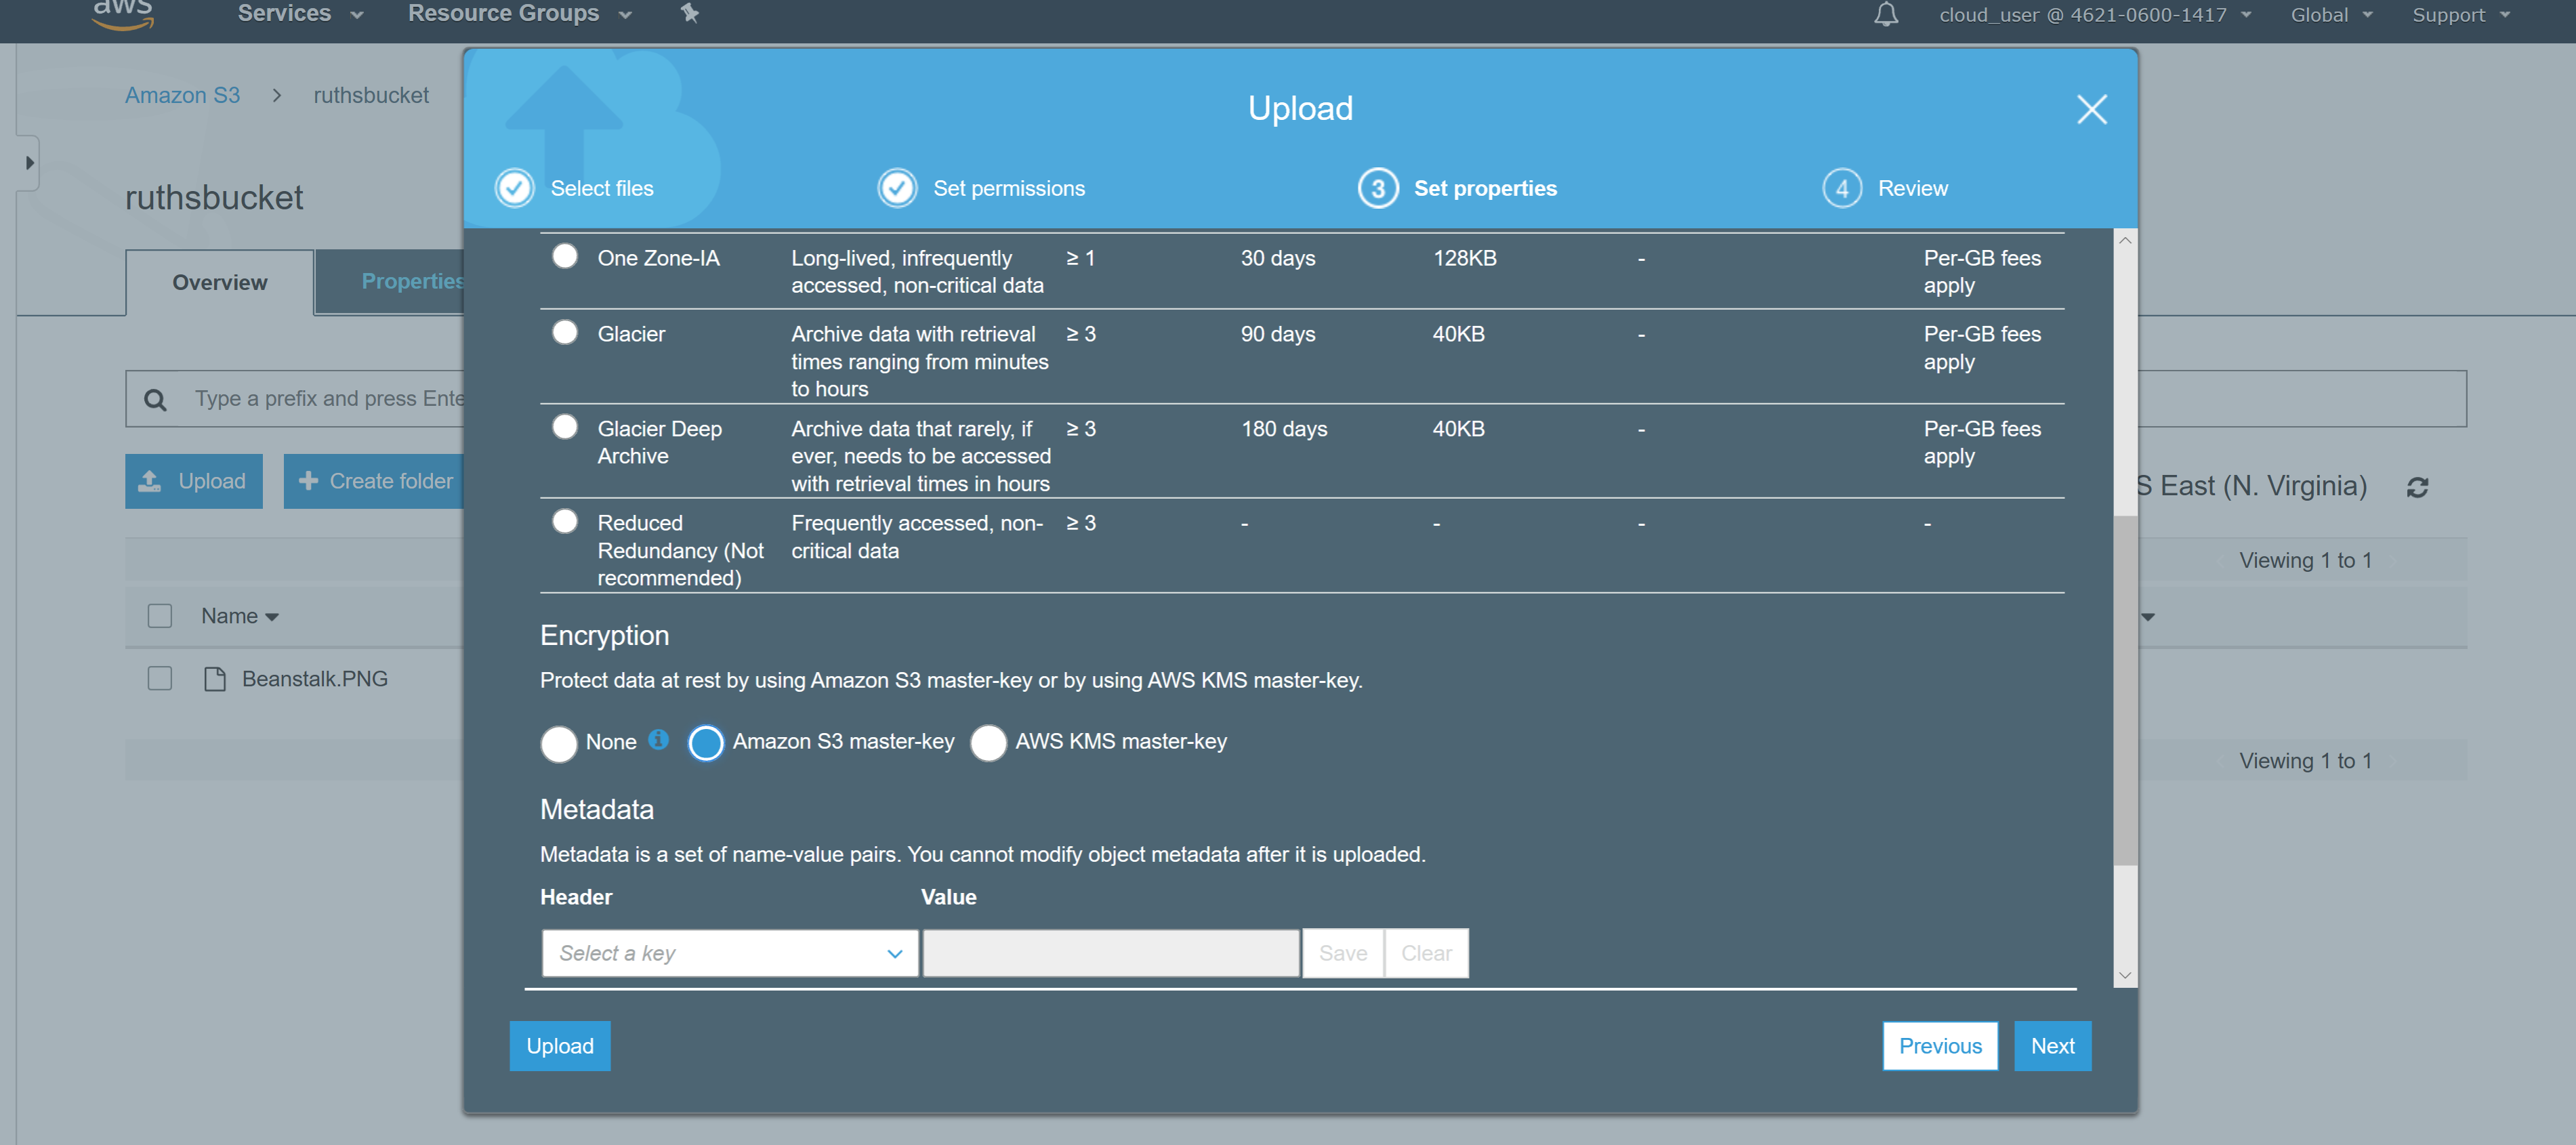 aws
Services
Resource Groups
cloud_user @ 4621-0600-1417
Global
Support
Amazon S3
ruthsbucket
ruthsbucket
Overview
Properties
Type a prefix and press Ente
Upload
Create folder
S East (N. Virginia)
Viewing 1 to 1
Name
Beanstalk.PNG
Viewing 1 to 1
Upload
Select files
Set permissions
3 Set properties
4 Review
One Zone-IA Long-lived, infrequently ≥ 1 30 days 128KB - Per-GB fees
accessed, non-critical data apply
Glacier Archive data with retrieval ≥ 3 90 days 40KB - Per-GB fees
times ranging from minutes apply
to hours
Glacier Deep Archive data that rarely, if ≥ 3 180 days 40KB - Per-GB fees
Archive ever, needs to be accessed apply
with retrieval times in hours
Reduced Frequently accessed, non- ≥ 3 - - - -
Redundancy (Not critical data
recommended)
Encryption
Protect data at rest by using Amazon S3 master-key or by using AWS KMS master-key.
None Amazon S3 master-key AWS KMS master-key
Metadata
Metadata is a set of name-value pairs. You cannot modify object metadata after it is uploaded.
Header Value
Select a key Save Clear
Upload Previous Next